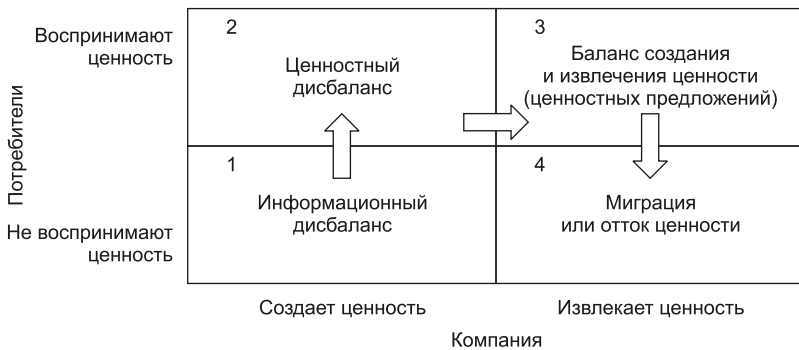 Потребители
Воспринимают
ценность
2
Ценностный
дисбаланс
3
Баланс создания
и извлечения ценности
(ценностных предложений)
Не воспринимают
ценность
1
Информационный
дисбаланс
4
Миграция
или отток ценности
Создает ценность
Извлекает ценность
Компания